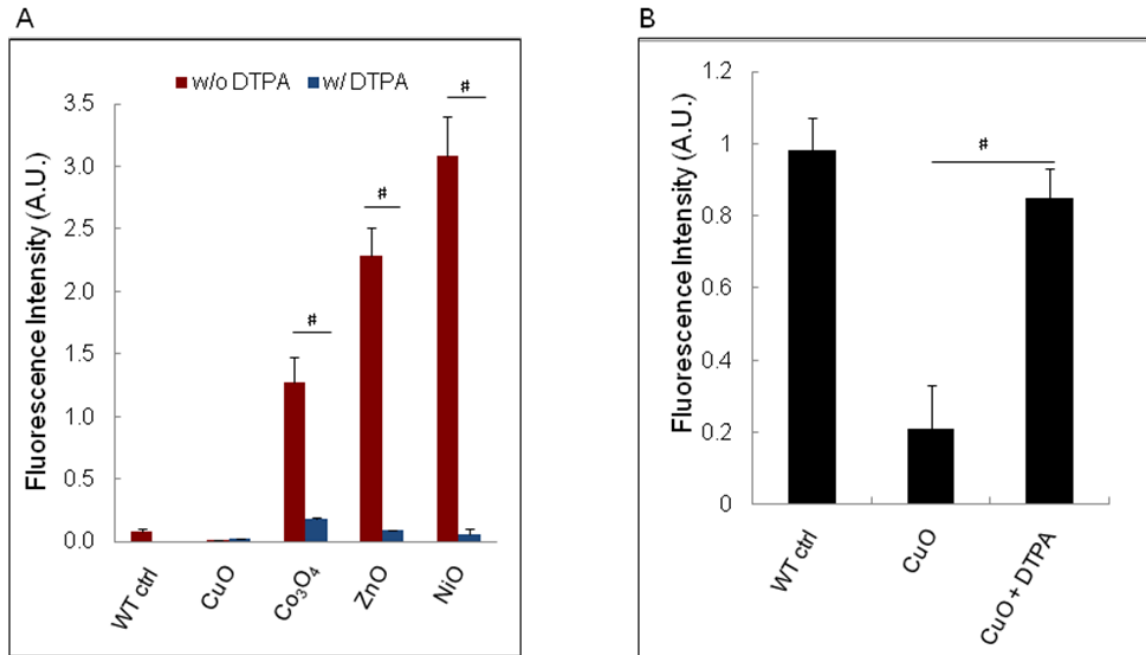 A
w/o DTPA w/ DTPA
Fluorescence Intensity (A.U.)
3.5
3.0
2.5
2.0
1.5
1.0
0.5
0.0
#
#
#
WT ctrl
CuO
Co₃O₄
ZnO
NiO
B
Fluorescence Intensity (A.U.)
1.2
1
0.8
0.6
0.4
0.2
0
#
WT ctrl
CuO
CuO + DTPA